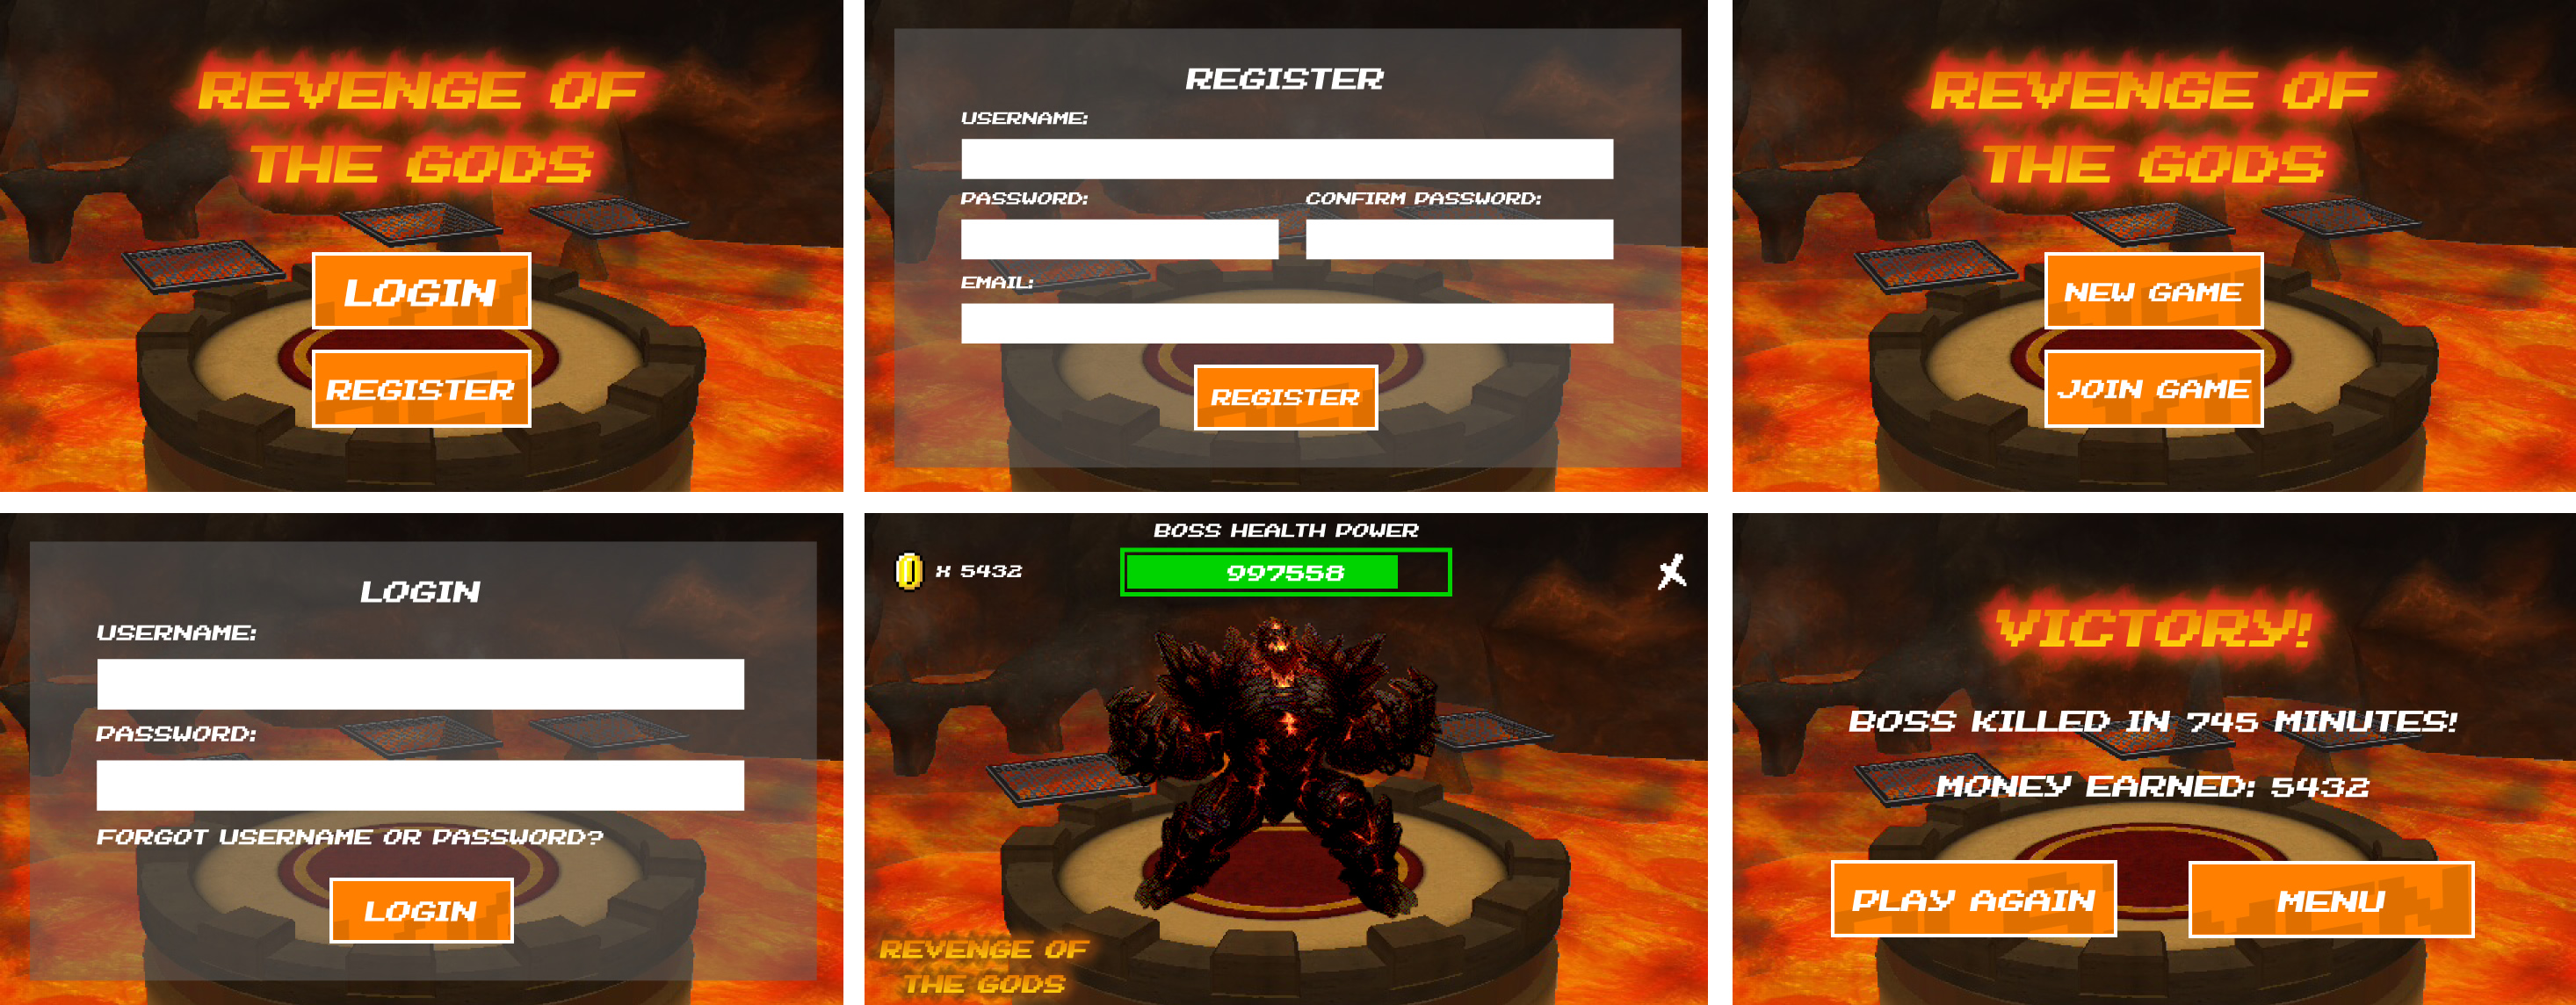 REVENGE OF
THE GODS
LOGIN
REGISTER
REGISTER
USERNAME:
PASSWORD:
CONFIRM PASSWORD:
EMAIL:
REGISTER
REVENGE OF
THE GODS
NEW GAME
JOIN GAME
LOGIN
USERNAME:
PASSWORD:
FORGOT USERNAME OR PASSWORD?
LOGIN
BOSS HEALTH POWER
X 5432
997558
REVENGE OF
THE GODS
VICTORY!
BOSS KILLED IN 745 MINUTES!
MONEY EARNED: 5432
PLAY AGAIN
MENU